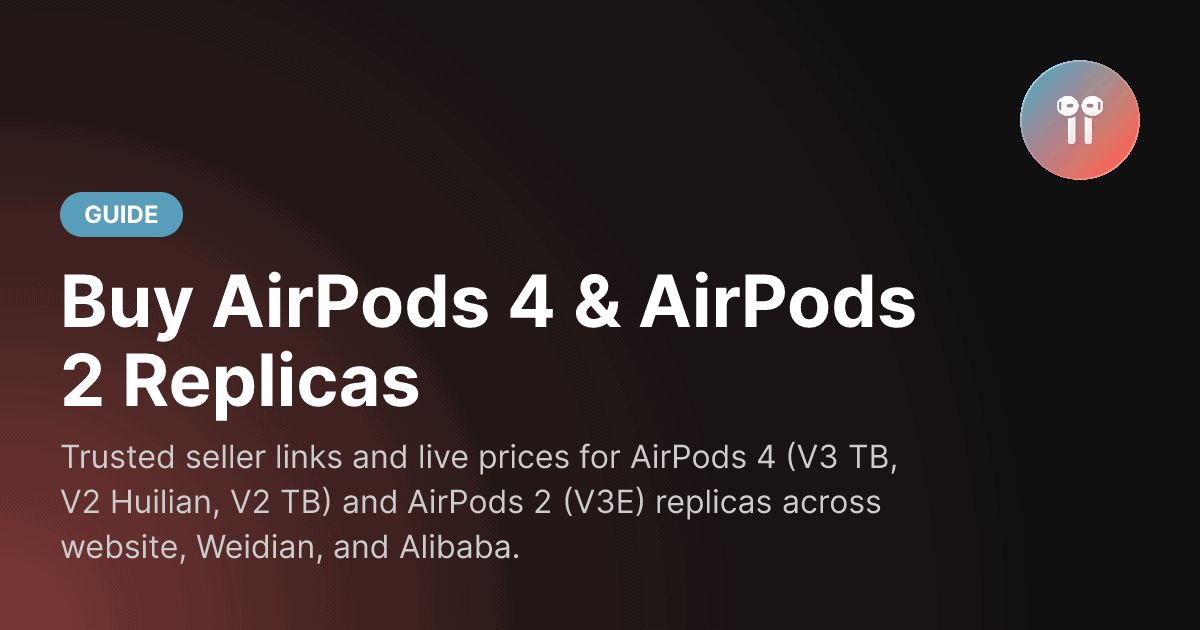 GUIDE
Buy AirPods 4 & AirPods
2 Replicas
Trusted seller links and live prices for AirPods 4 (V3 TB,
V2 Huilian, V2 TB) and AirPods 2 (V3E) replicas across
website, Weidian, and Alibaba.